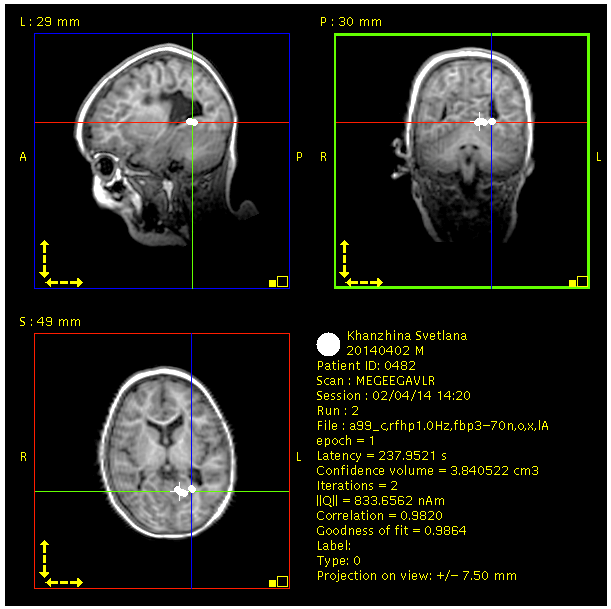 L : 29 mm
P : 30 mm
A
P
R
L
S : 49 mm
R
L
Khanzhina Svetlana
20140402 M
Patient ID: 0482
Scan : MEGEEGAVLR
Session : 02/04/14 14:20
Run : 2
File : a99_c,rfhp1.0Hz,fbp3-70n,o,x,lA
epoch = 1
Latency = 237.9521 s
Confidence volume = 3.840522 cm3
Iterations = 2
||Q|| = 833.6562 nAm
Correlation = 0.9820
Goodness of fit = 0.9864
Label:
Type: 0
Projection on view: +/- 7.50 mm